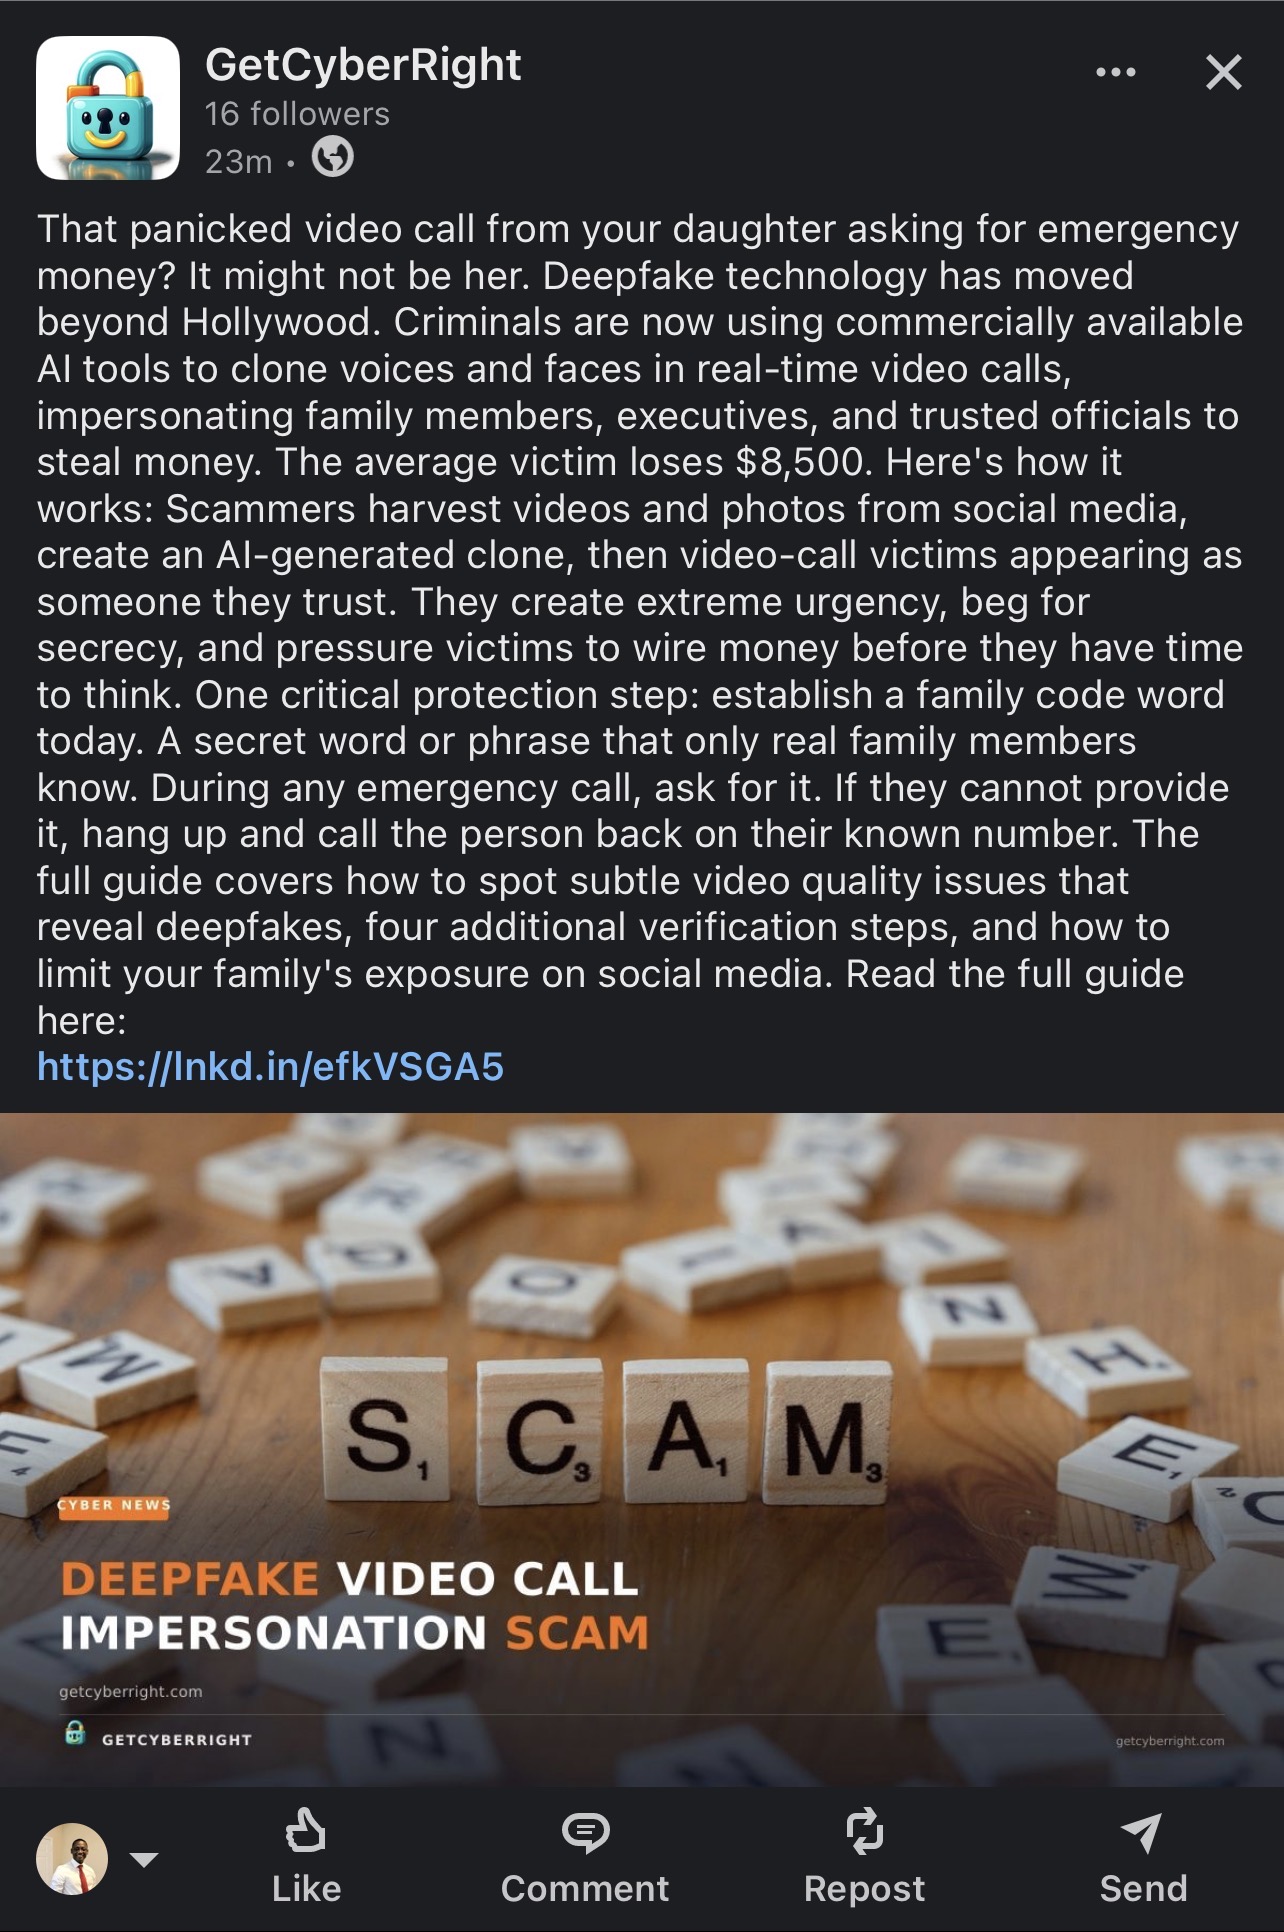 GetCyberRight
16 followers
23m •
That panicked video call from your daughter asking for emergency
money? It might not be her. Deepfake technology has moved
beyond Hollywood. Criminals are now using commercially available
AI tools to clone voices and faces in real-time video calls,
impersonating family members, executives, and trusted officials to
steal money. The average victim loses $8,500. Here's how it
works: Scammers harvest videos and photos from social media,
create an AI-generated clone, then video-call victims appearing as
someone they trust. They create extreme urgency, beg for
secrecy, and pressure victims to wire money before they have time
to think. One critical protection step: establish a family code word
today. A secret word or phrase that only real family members
know. During any emergency call, ask for it. If they cannot provide
it, hang up and call the person back on their known number. The
full guide covers how to spot subtle video quality issues that
reveal deepfakes, four additional verification steps, and how to
limit your family's exposure on social media. Read the full guide
here:
https://lnkd.in/efkVSGA5
A O I A I
N
M H
S1 C3 A1 M3
E4 E1
2 C
CYBER NEWS
W4
DEEPFAKE VIDEO CALL
IMPERSONATION SCAM
E
getcyberright.com
N
GETCYBERRIGHT
getcyberright.com
Like Comment Repost Send